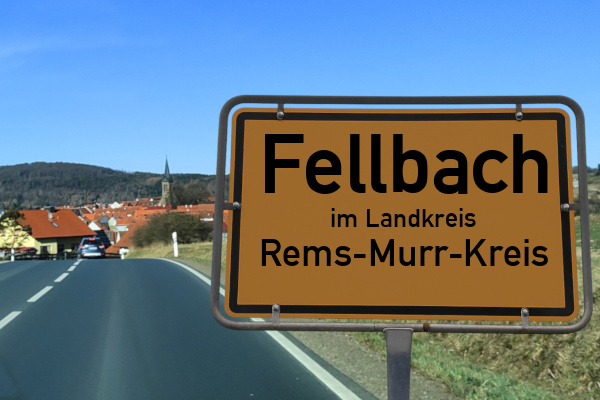 Fellbach
im Landkreis
Rems-Murr-Kreis